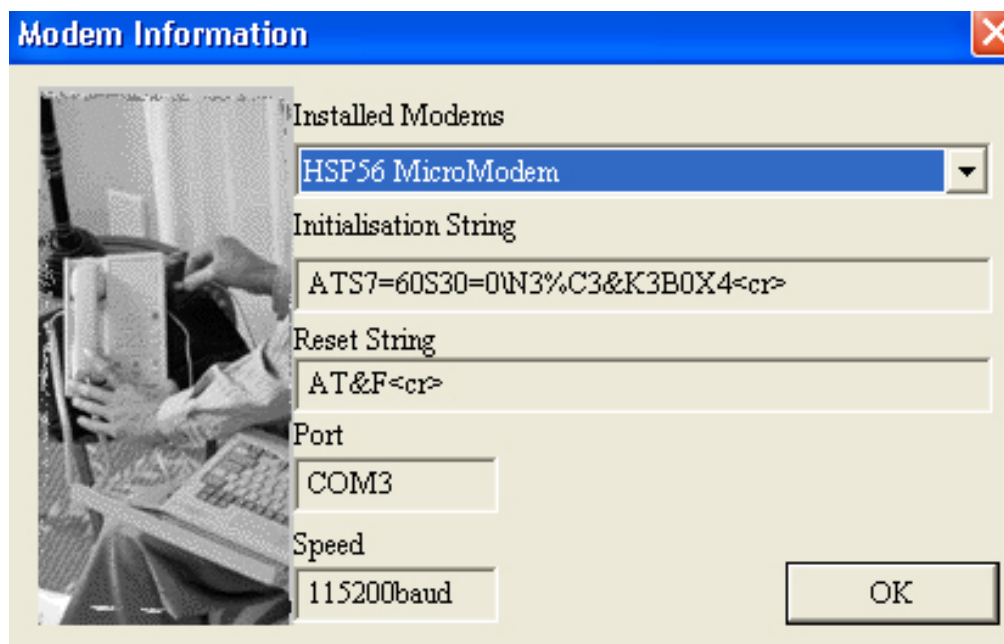 Modem Information
Installed Modems
HSP56 MicroModem
Initialisation String
ATS7=60S30=0\N3%C3&K3B0X4<cr>
Reset String
AT&F<cr>
Port
COM3
Speed
115200baud
OK